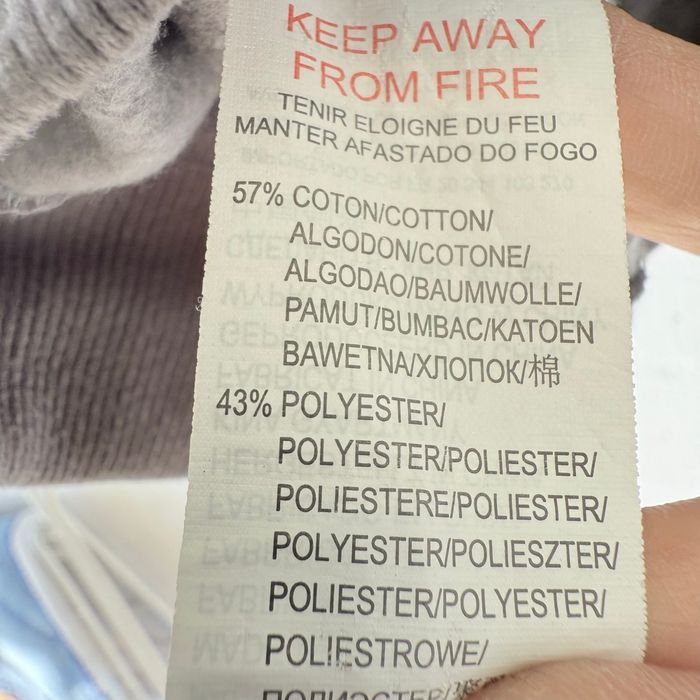 KEEP AWAY
FROM FIRE
TENIR ELOIGNE DU FEU
MANTER AFASTADO DO FOGO
57% COTON/COTTON/
ALGODON/COTONE/
ALGODAO/BAUMWOLLE/
PAMUT/BUMBAC/KATOEN
BAWETNA/ХЛОПОК/棉
43% POLYESTER/
POLYESTER/POLIESTER/
POLIESTERE/POLIESTER/
POLYESTER/POLIESZTER/
POLIESTER/POLYESTER/
POLIESTROWE/
ПОЛИЭСТЕР/